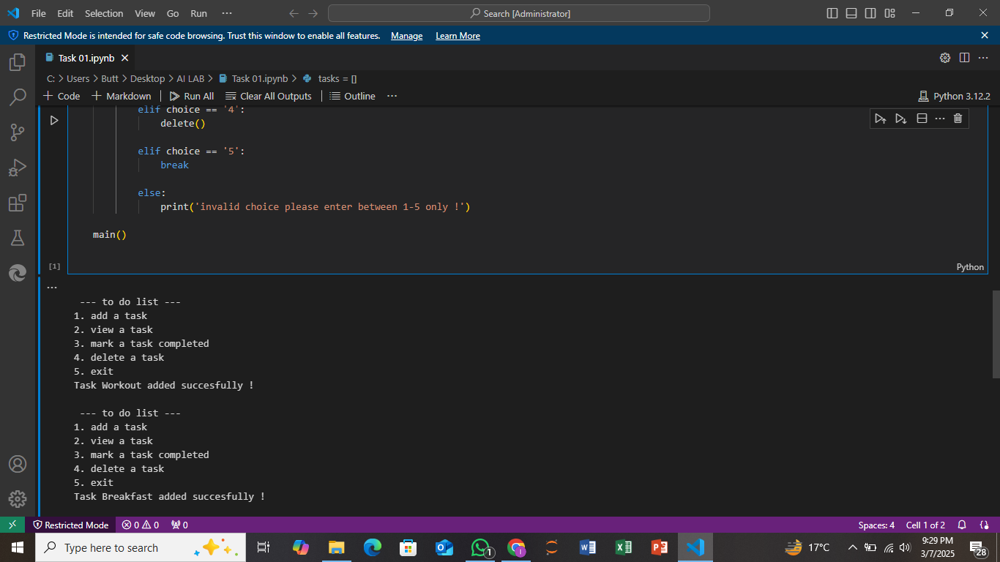 File Edit Selection View Go Run ··· Search [Administrator]
Restricted Mode is intended for safe code browsing. Trust this window to enable all features. Manage Learn More
Task 01.ipynb
C: > Users > Butt > Desktop > AI LAB > Task 01.ipynb > tasks = []
+ Code + Markdown Run All Clear All Outputs Outline ··· Python 3.12.2
elif choice == '4':
delete()
elif choice == '5':
break
else:
print('invalid choice please enter between 1-5 only !')
main()
[1] Python
...
--- to do list ---
1. add a task
2. view a task
3. mark a task completed
4. delete a task
5. exit
Task Workout added succesfully !
--- to do list ---
1. add a task
2. view a task
3. mark a task completed
4. delete a task
5. exit
Task Breakfast added succesfully !
Restricted Mode 0 0 0 Spaces: 4 Cell 1 of 2
Type here to search 1 17°C 9:29 PM
3/7/2025 28